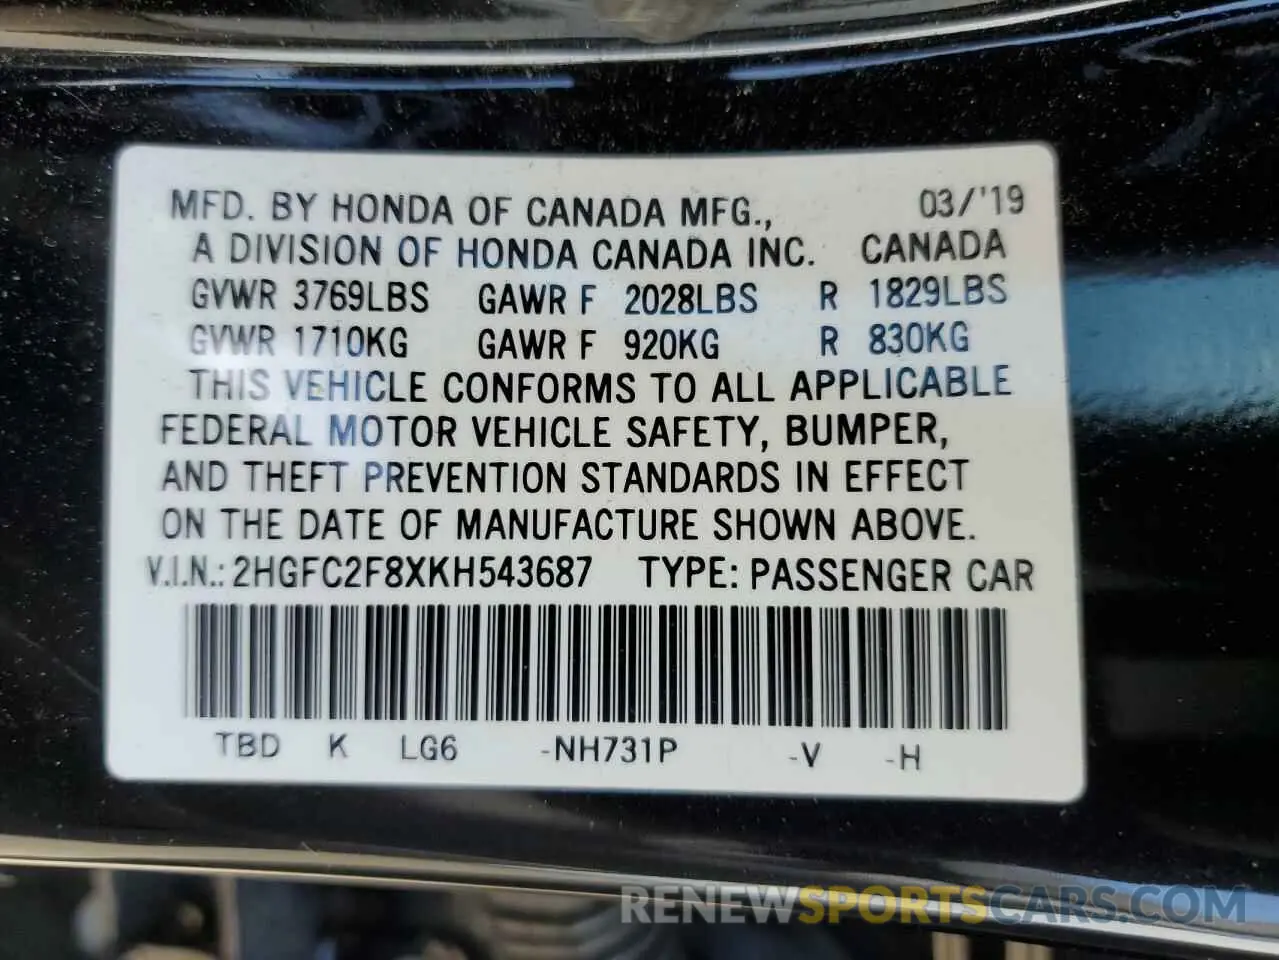 MFD. BY HONDA OF CANADA MFG., 03/'19
A DIVISION OF HONDA CANADA INC. CANADA
GVWR 3769LBS GAWR F 2028LBS R 1829LBS
GVWR 1710KG GAWR F 920KG R 830KG
THIS VEHICLE CONFORMS TO ALL APPLICABLE
FEDERAL MOTOR VEHICLE SAFETY, BUMPER,
AND THEFT PREVENTION STANDARDS IN EFFECT
ON THE DATE OF MANUFACTURE SHOWN ABOVE.
V.I.N.: 2HGFC2F8XKH543687 TYPE: PASSENGER CAR
TBD K LG6 -NH731P -V -H
RENEWSPORTSCARS.COM